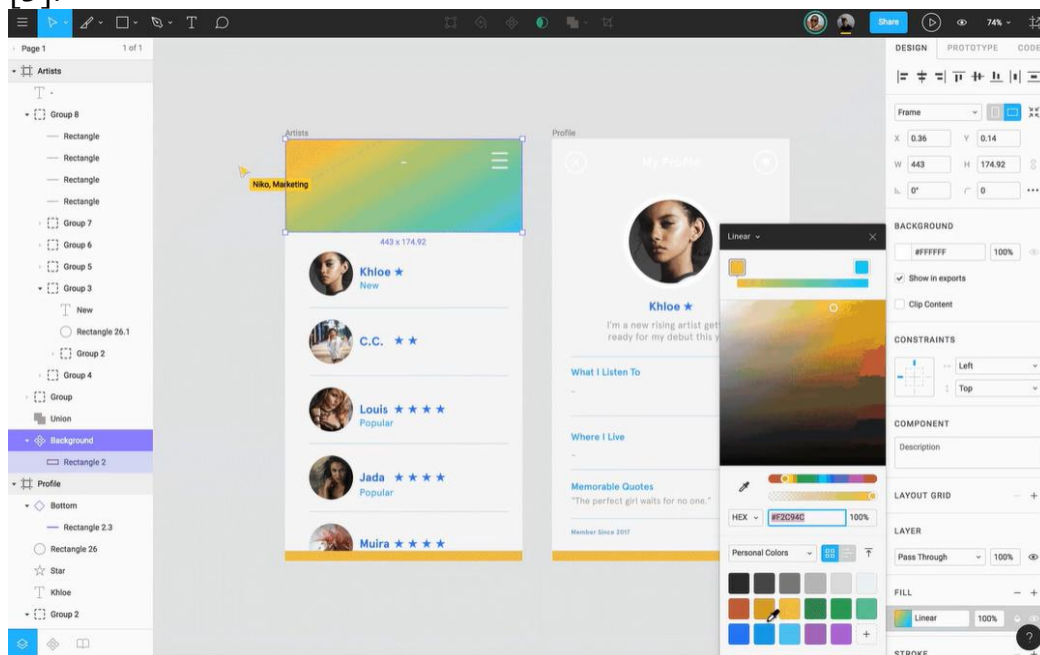 [3].
Share
74%
Page 1
1 of 1
DESIGN
PROTOTYPE
CODE
Artists
T -
Group 8
Rectangle
Rectangle
Rectangle
Rectangle
Group 7
Group 6
Group 5
Group 3
New
Rectangle 26.1
Group 2
Group 4
Group
Union
Background
Rectangle 2
Profile
Bottom
Rectangle 2.3
Rectangle 26
Star
Khloe
Group 2
Artists
-
Niko, Marketing
443 x 174.92
Khloe ★
New
C.C. ★ ★
Louis ★ ★ ★ ★
Popular
Jada ★ ★ ★ ★
Popular
Muira ★ ★ ★ ★
Profile
My Profile
Khloe ★
I'm a new rising artist get
ready for my debut this y
What I Listen To
-
Where I Live
-
Memorable Quotes
"The perfect girl waits for no one."
Member Since 2017
Linear
HEX
#F2C94C
100%
Personal Colors
Frame
X 0.36
Y 0.14
W 443
H 174.92
0°
0
BACKGROUND
#FFFFFF
100%
Show in exports
Clip Content
CONSTRAINTS
Left
Top
COMPONENT
Description
LAYOUT GRID
LAYER
Pass Through
100%
FILL
Linear
100%
?
STROKE